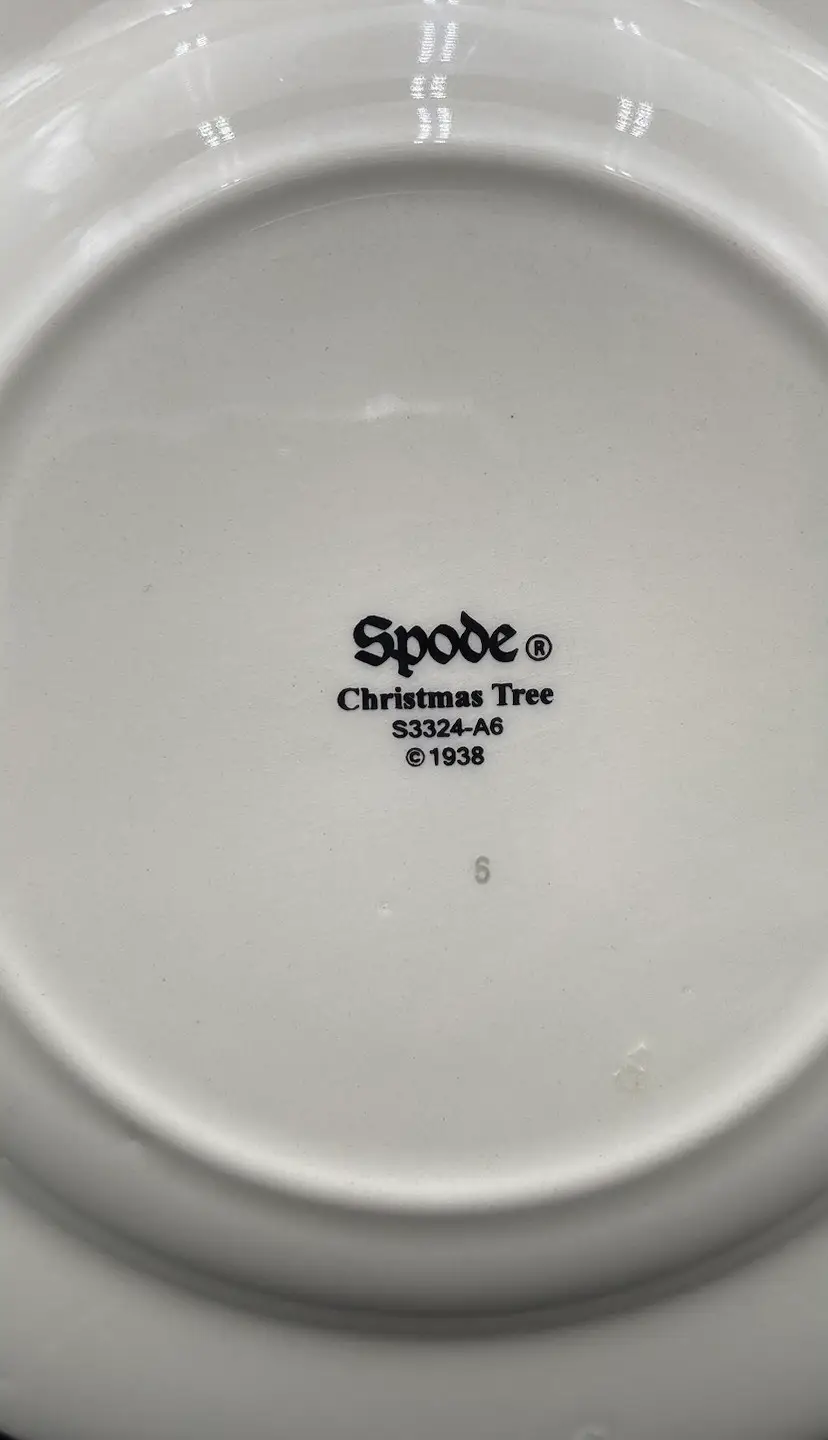 Spode ®
Christmas Tree
S3324-A6
© 1938
6